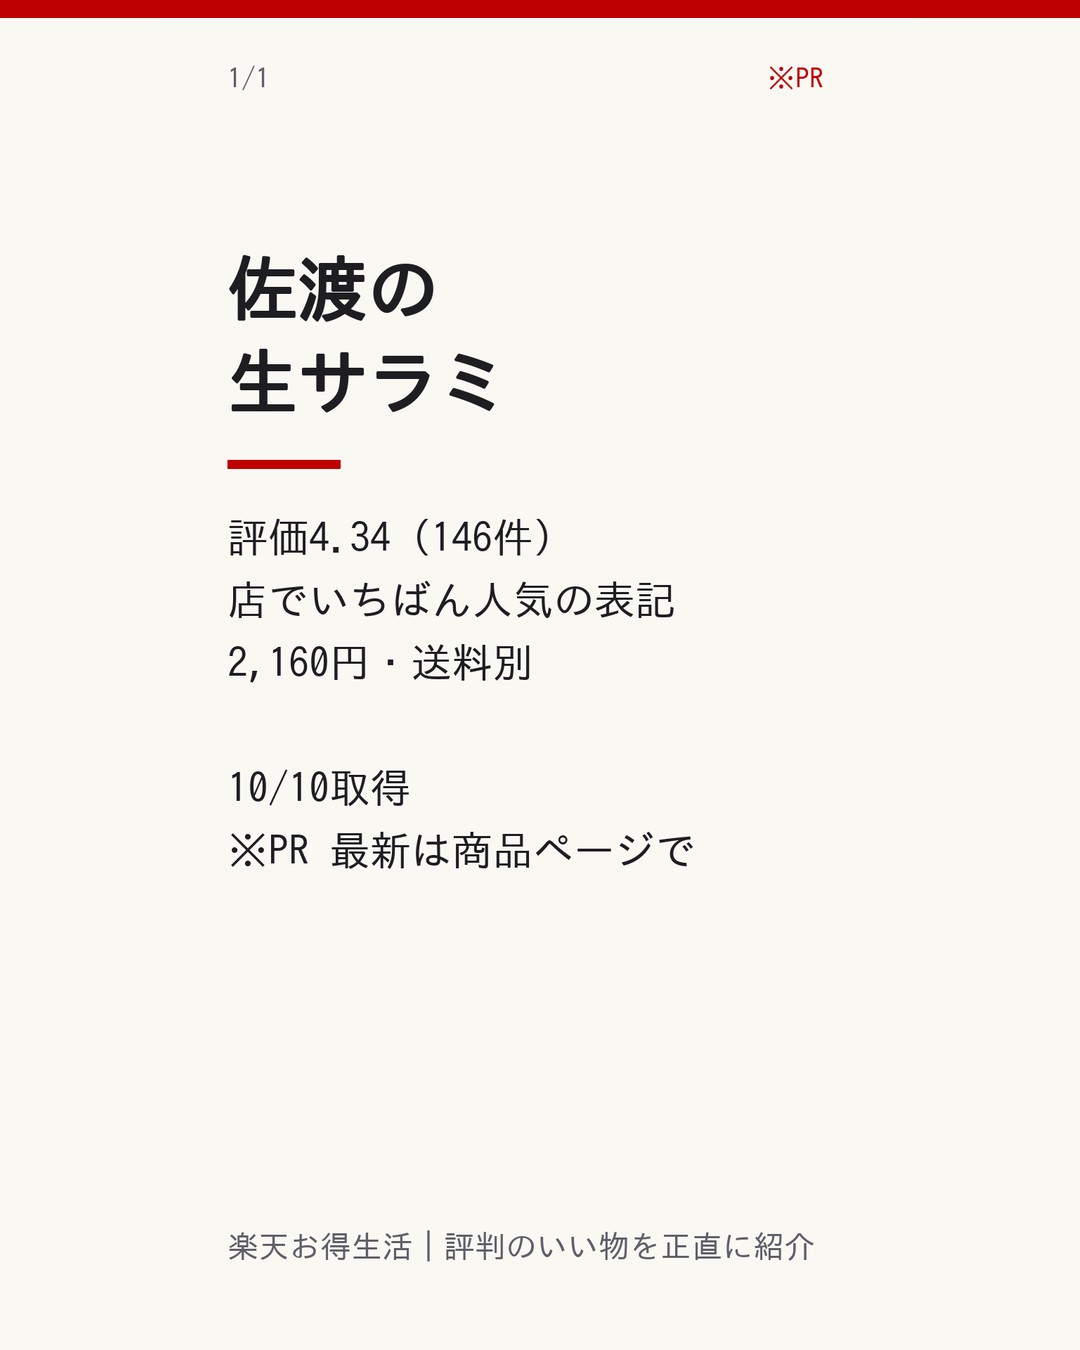 1/1
※PR
佐渡の
生サラミ
評価4.34（146件）
店でいちばん人気の表記
2,160円・送料別
10/10取得
※PR 最新は商品ページで
楽天お得生活｜評判のいい物を正直に紹介